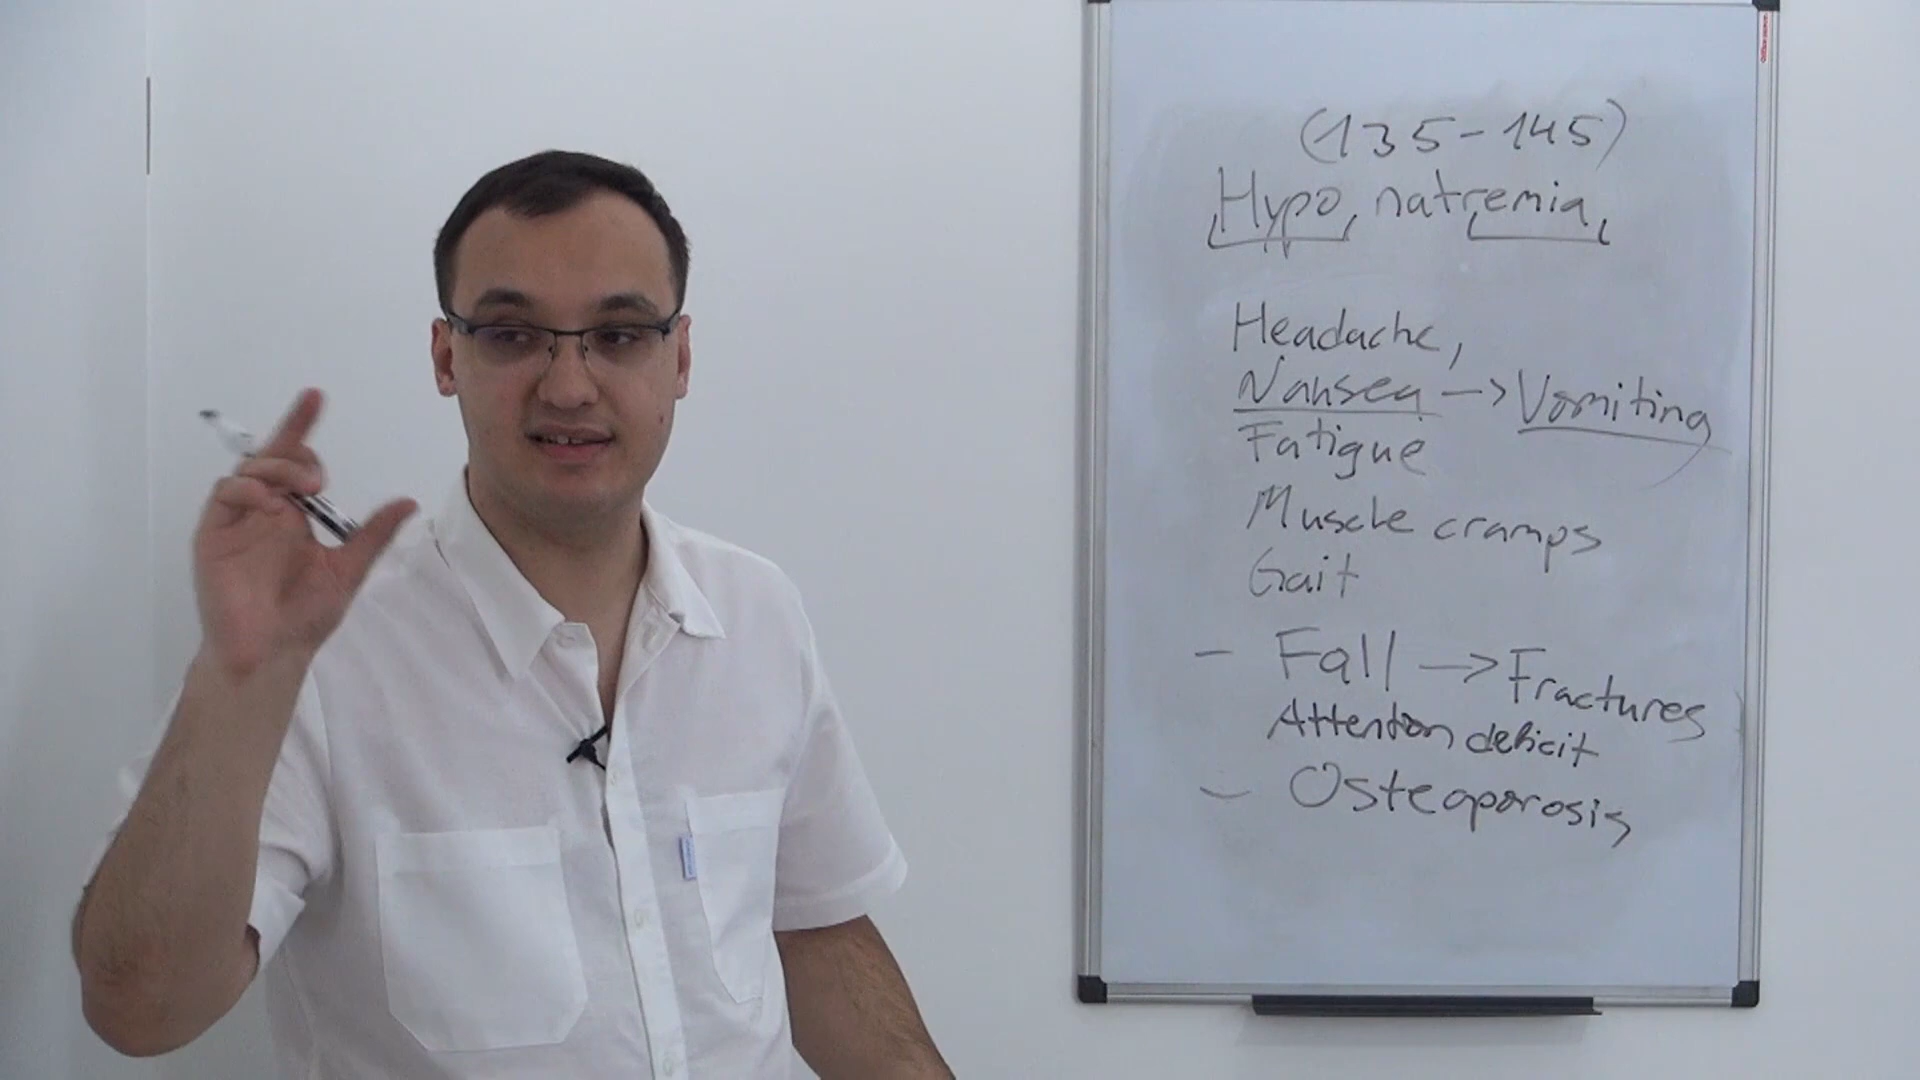 (135-145)
Hypo, natremia,
Headache,
Nausea -> Vomiting
Fatigue
Muscle cramps
Gait
- Fall -> Fractures
Attention deficit
- Osteoporosis